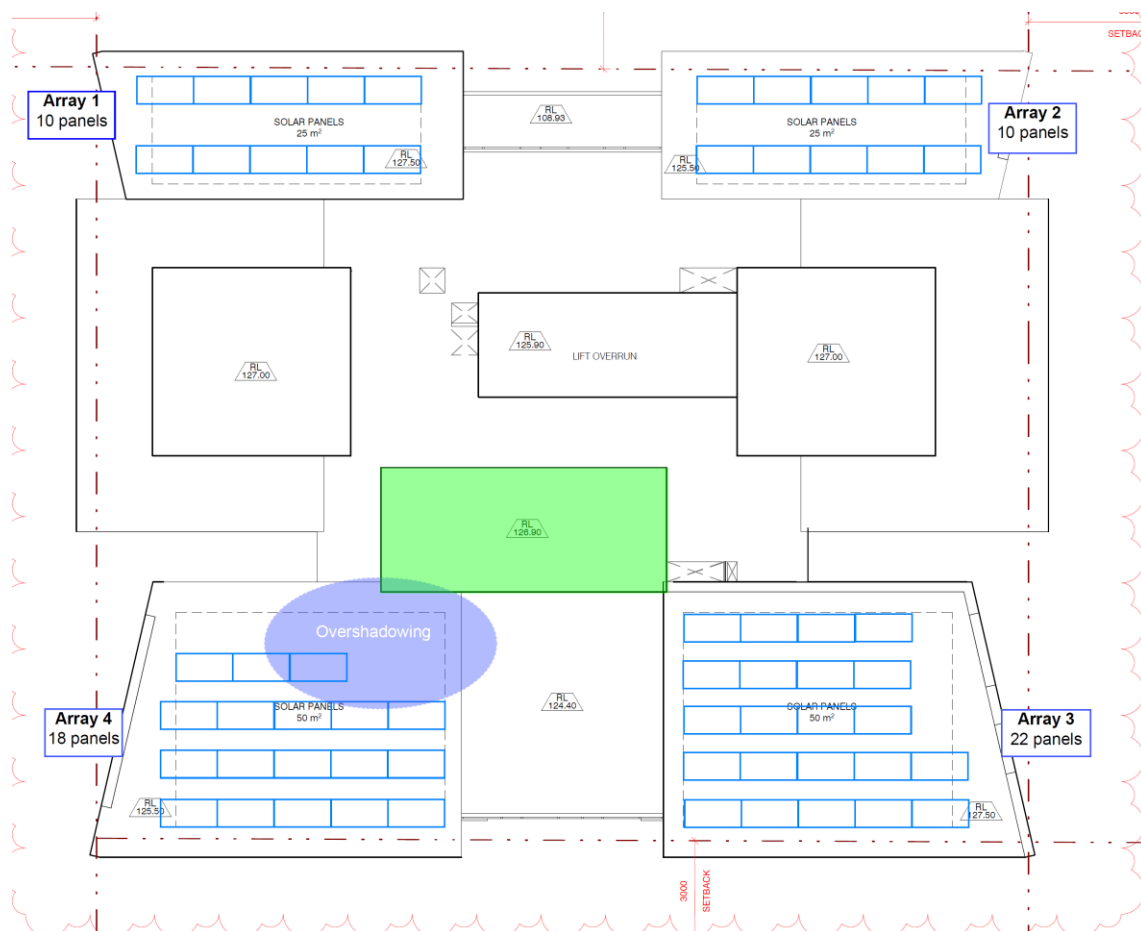 SETBACK
Array 1
10 panels
SOLAR PANELS
25 m²
RL
127.50
RL
108.93
SOLAR PANELS
25 m²
RL
125.50
Array 2
10 panels
RL
127.00
RL
125.90
LIFT OVERRUN
RL
127.00
RL
126.90
Overshadowing
SOLAR PANELS
50 m²
Array 4
18 panels
RL
125.50
RL
124.40
SOLAR PANELS
50 m²
Array 3
22 panels
RL
127.50
3000
SETBACK